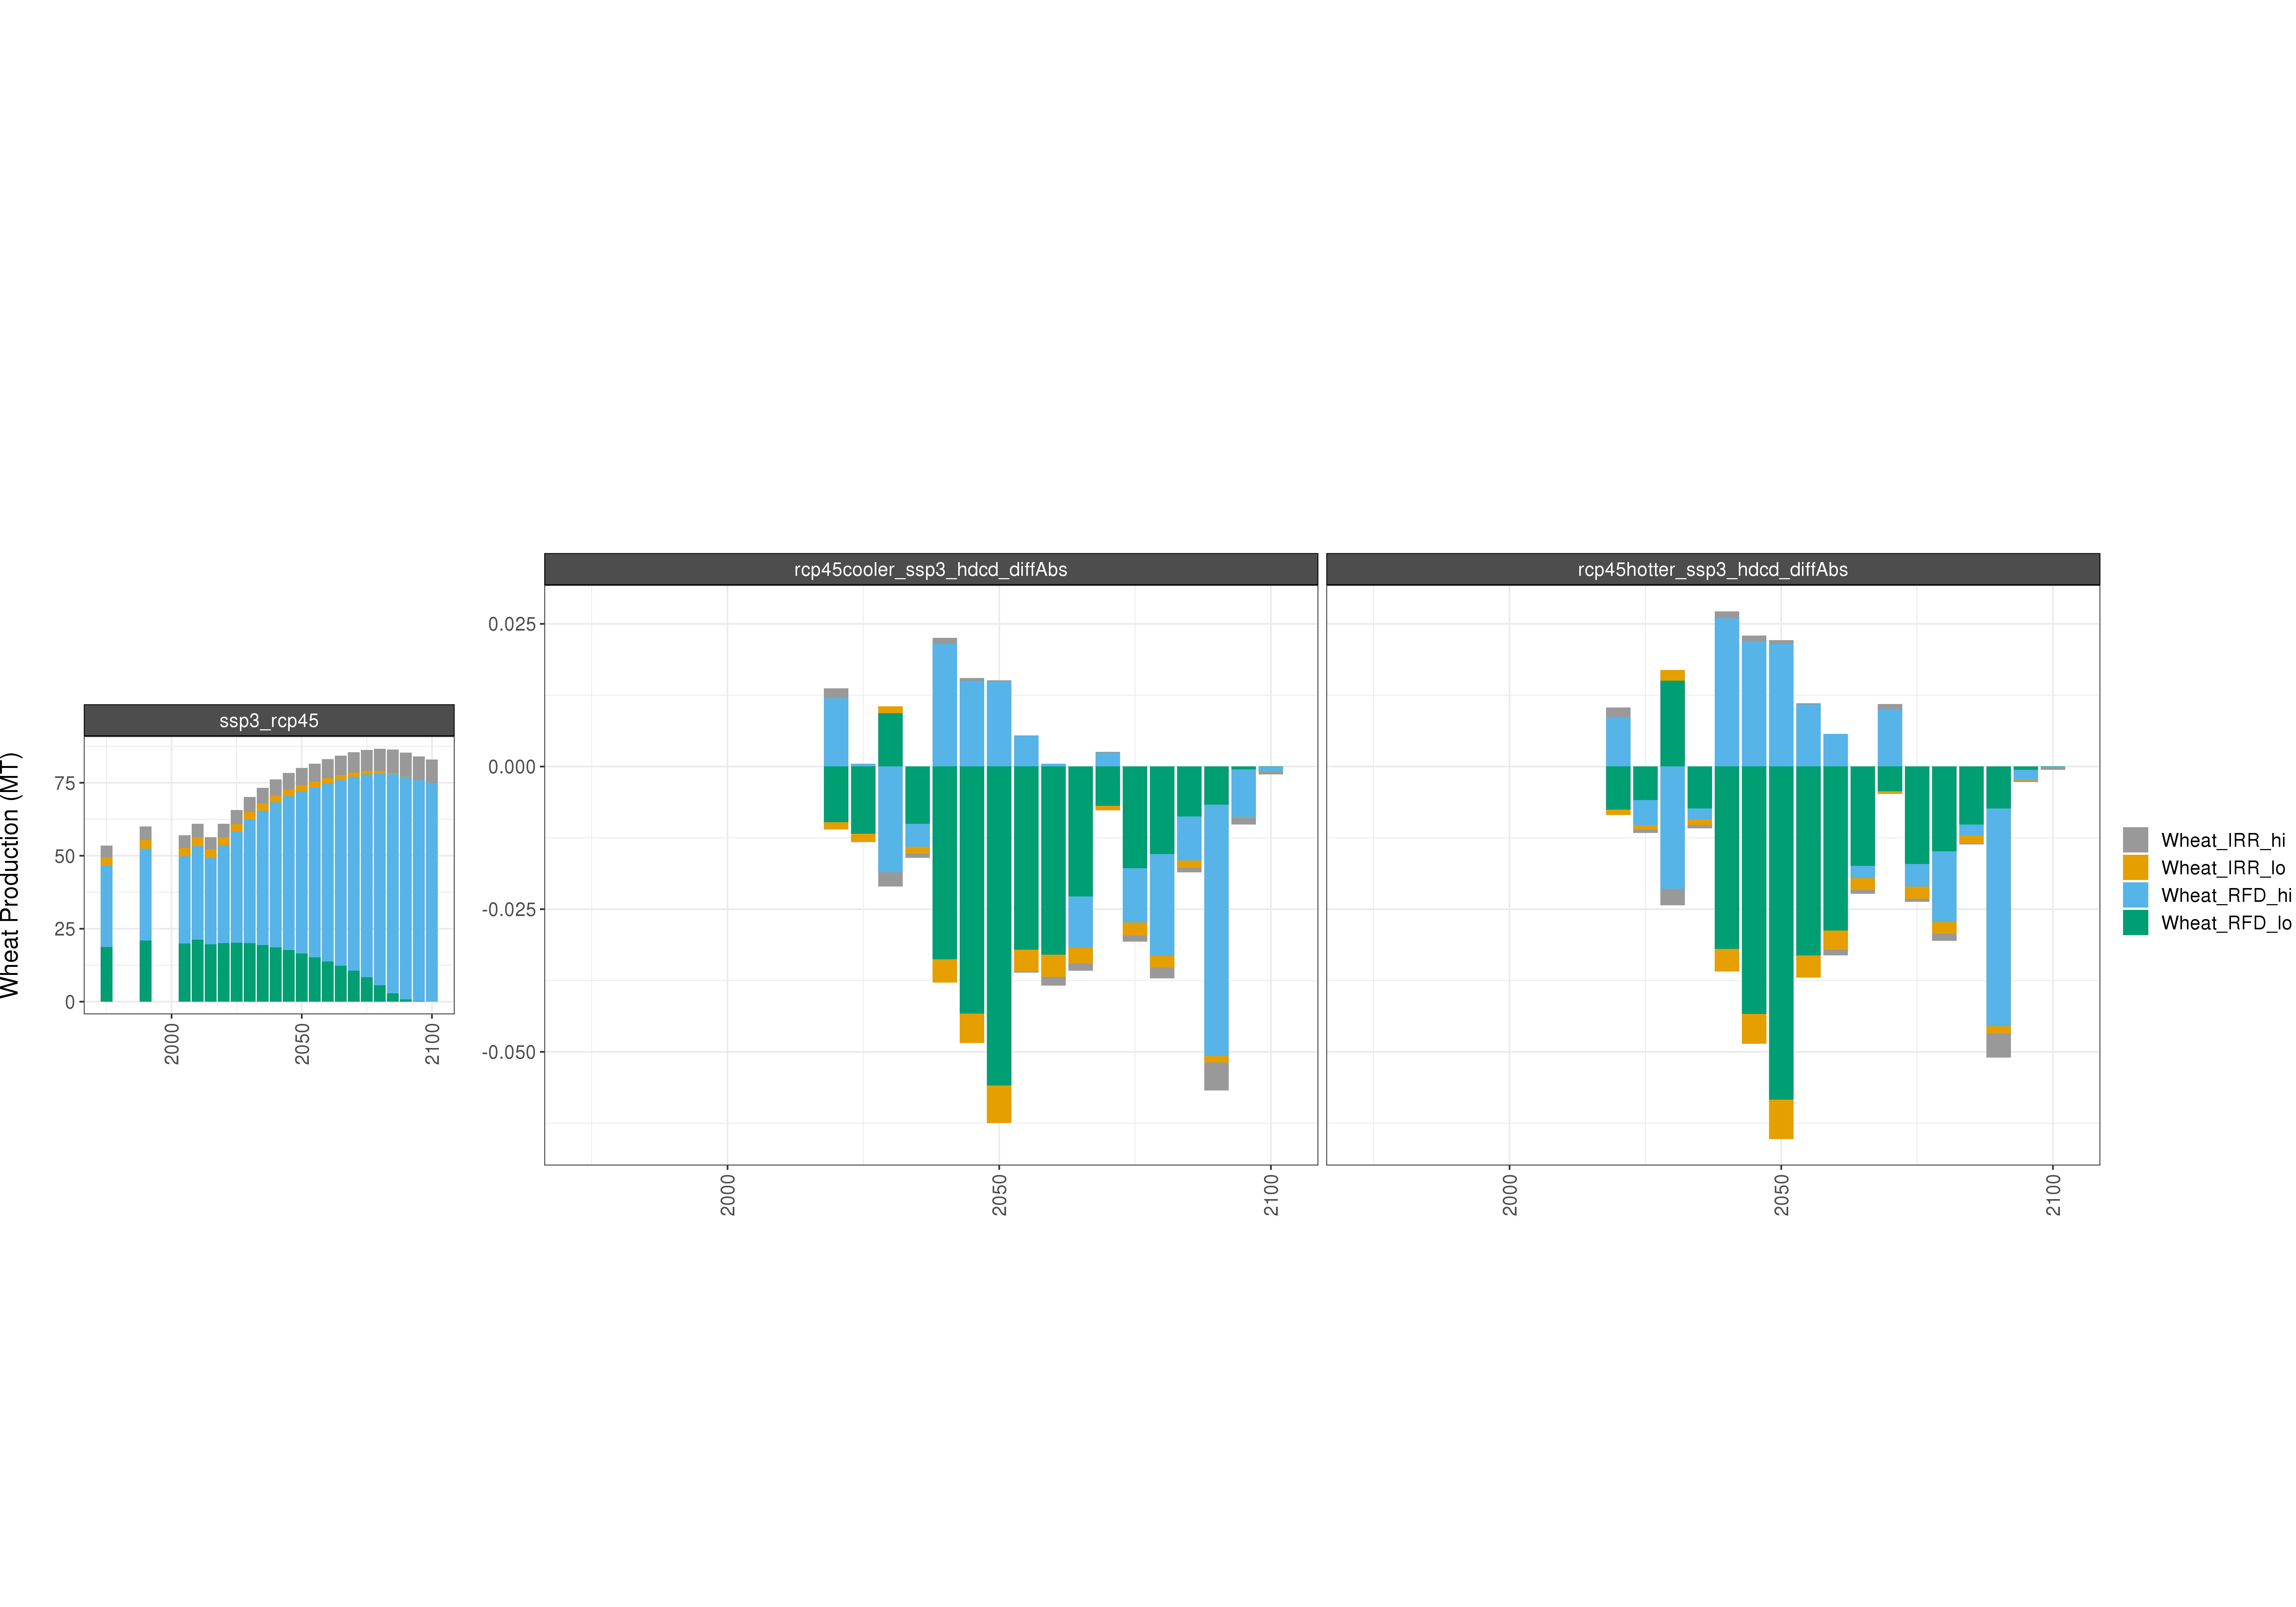 Wheat Production (MT)
ssp3_rcp45
75
50
25
0
2000
2050
2100
rcp45cooler_ssp3_hdcd_diffAbs
rcp45hotter_ssp3_hdcd_diffAbs
0.025
0.000
-0.025
-0.050
2000
2050
2100
2000
2050
2100
Wheat_IRR_hi
Wheat_IRR_lo
Wheat_RFD_hi
Wheat_RFD_lo